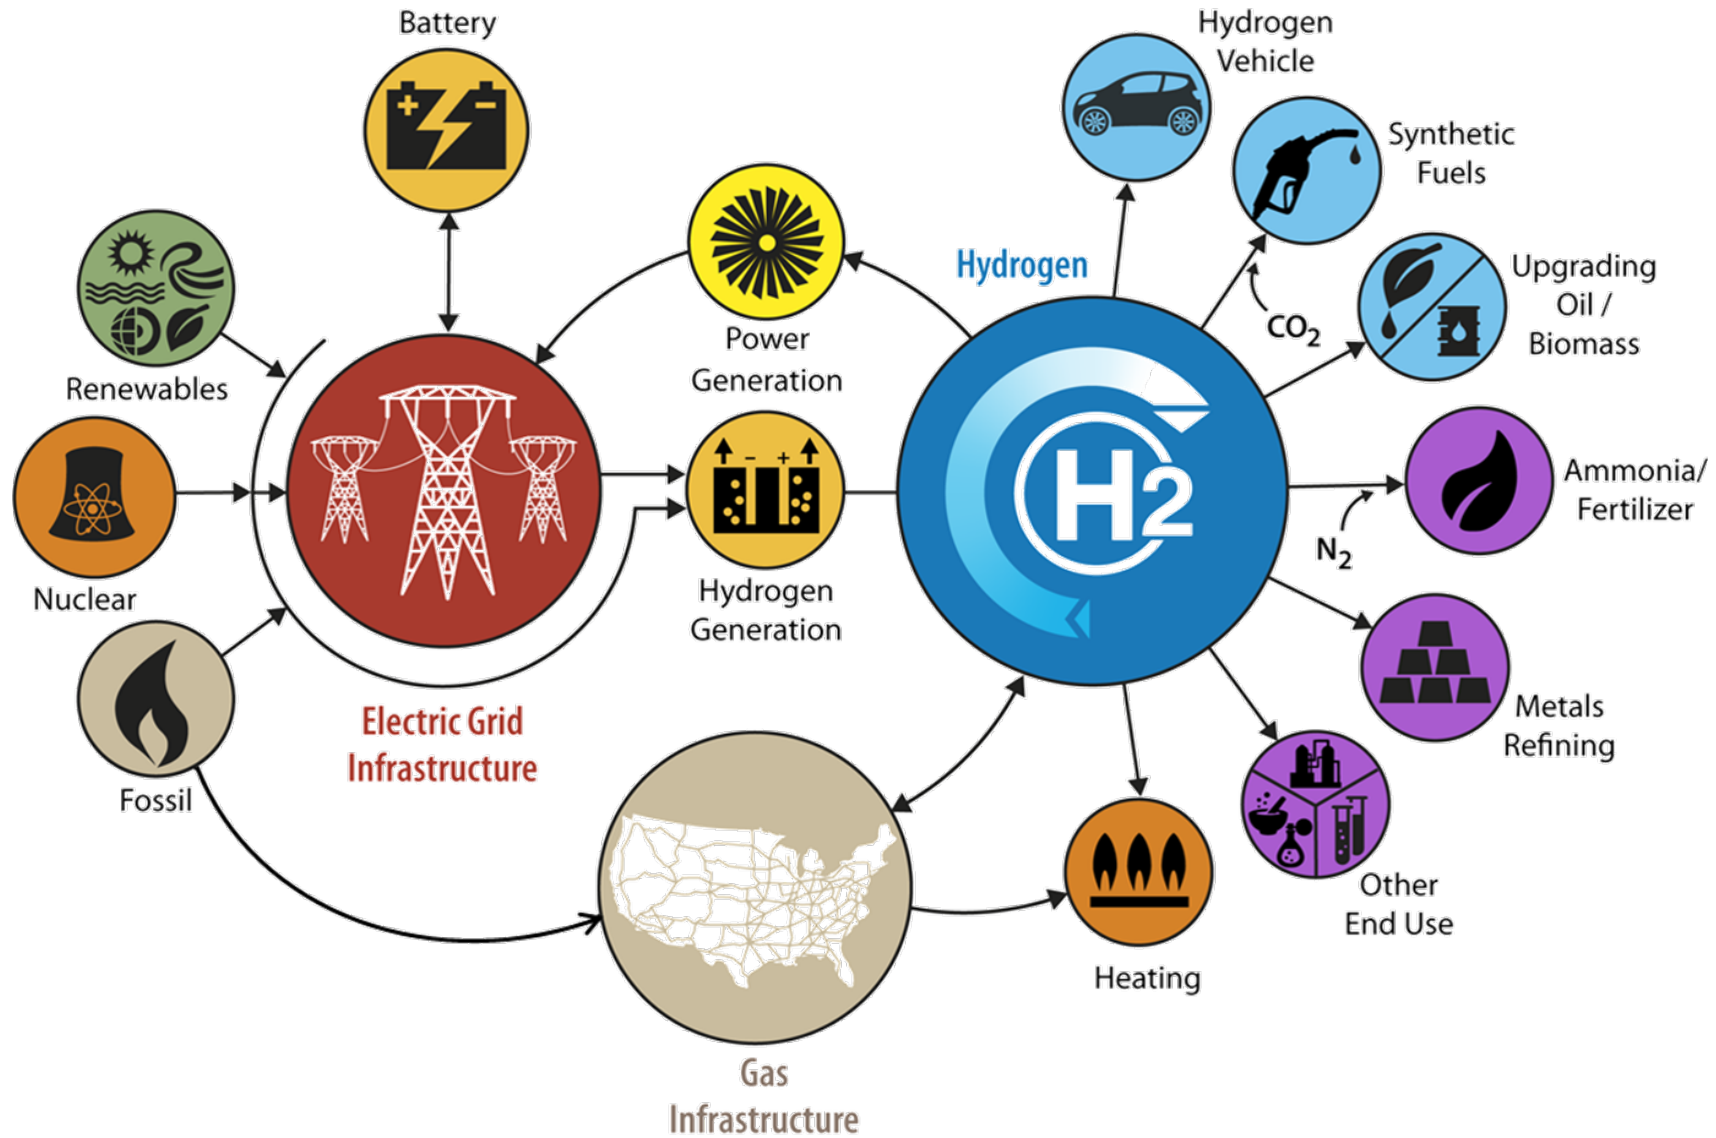 Battery
Hydrogen
Vehicle
Synthetic
Fuels
Renewables
Power
Generation
Hydrogen
CO2
Upgrading
Oil /
Biomass
+ -
Nuclear
- +
Hydrogen
Generation
H2
Ammonia/
Fertilizer
N2
Fossil
Electric Grid
Infrastructure
Metals
Refining
Other
End Use
Heating
Gas
Infrastructure